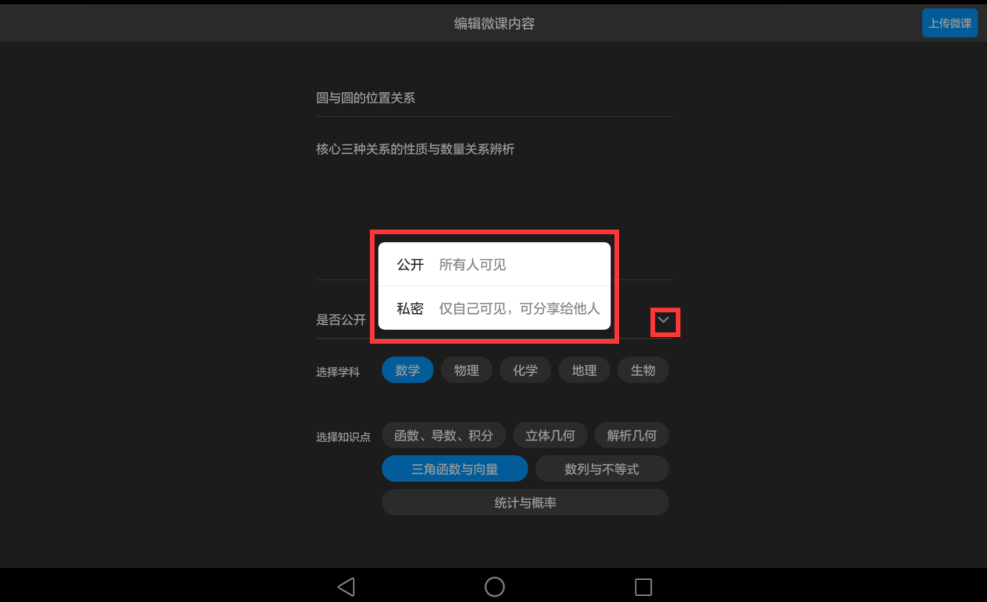 编辑微课内容 上传微课
圆与圆的位置关系
核心三种关系的性质与数量关系辨析
公开 所有人可见
私密 仅自己可见，可分享给他人
是否公开
选择学科 数学 物理 化学 地理 生物
选择知识点 函数、导数、积分 立体几何 解析几何
三角函数与向量 数列与不等式
统计与概率